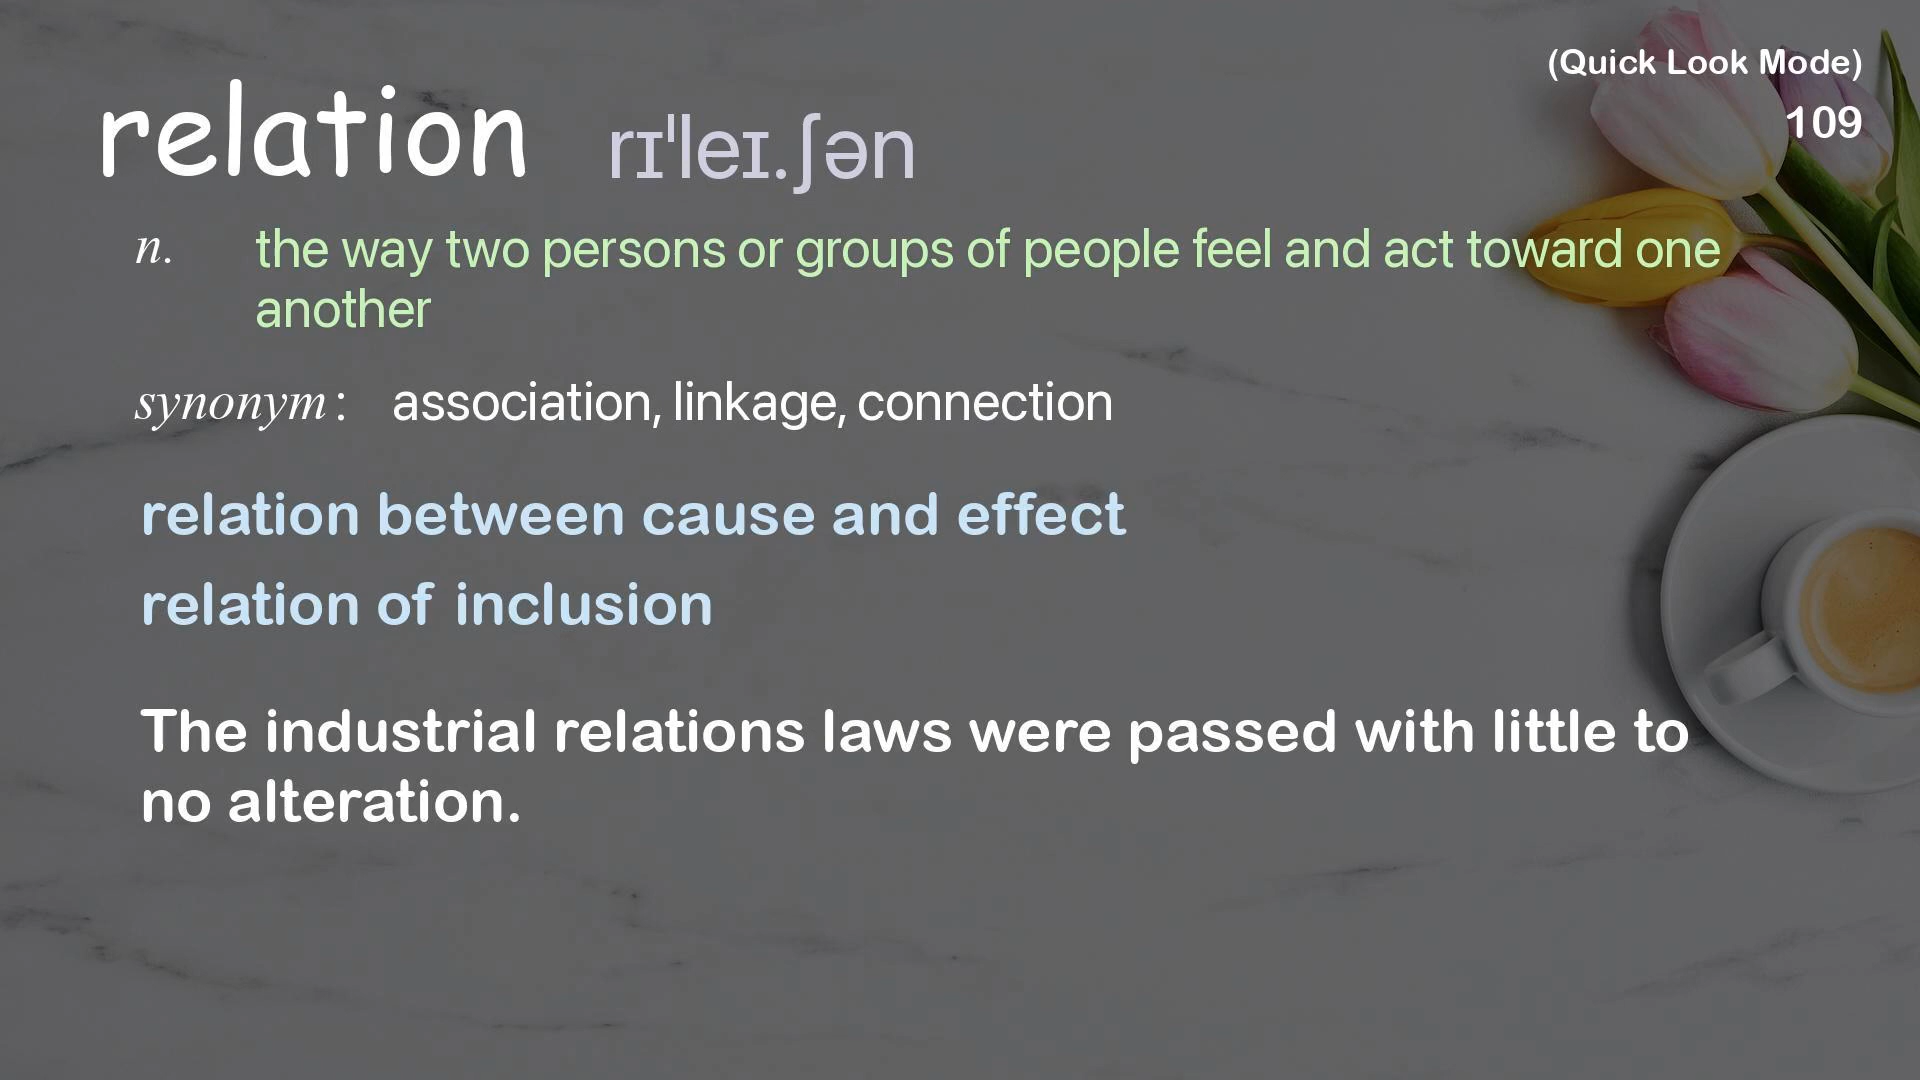 (Quick Look Mode)
109
relation rɪˈleɪ.ʃən
n. the way two persons or groups of people feel and act toward one
another
synonym: association, linkage, connection
relation between cause and effect
relation of inclusion
The industrial relations laws were passed with little to
no alteration.